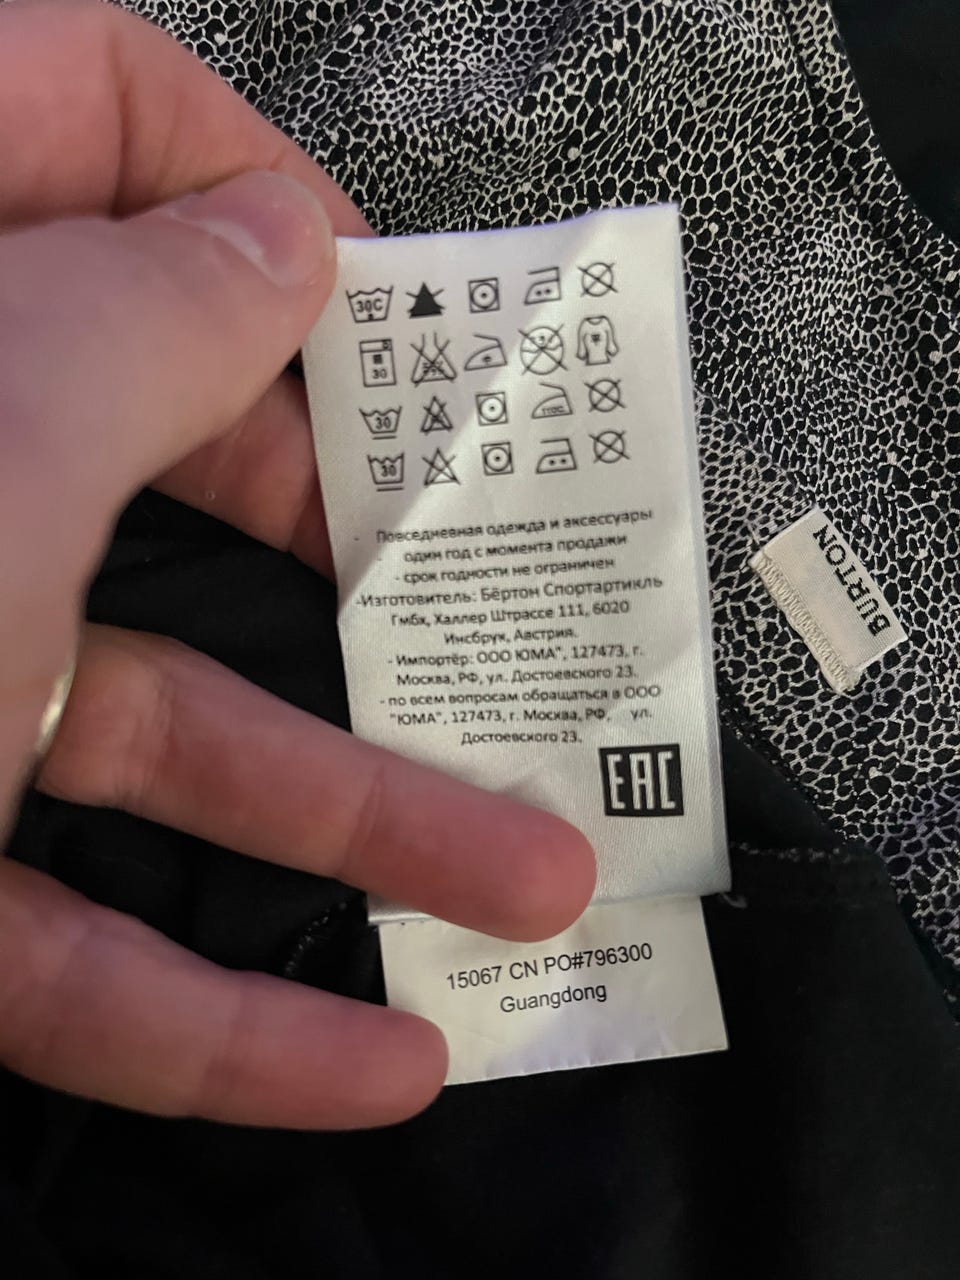 30C
30
30
30
- Повседневная одежда и аксессуары
- один год с момента продажи
- срок годности не ограничен
-Изготовитель: Бёртон Спортартикль
Гмбх, Халлер Штрассе 111, 6020
Инсбрук, Австрия.
- Импортёр: ООО ЮМА", 127473, г.
Москва, РФ, ул. Достоевского 23.
- по всем вопросам обращаться в ООО
"ЮМА", 127473, г. Москва, РФ, ул.
Достоевского 23.
EAC
BURTON
15067 CN PO#796300
Guangdong